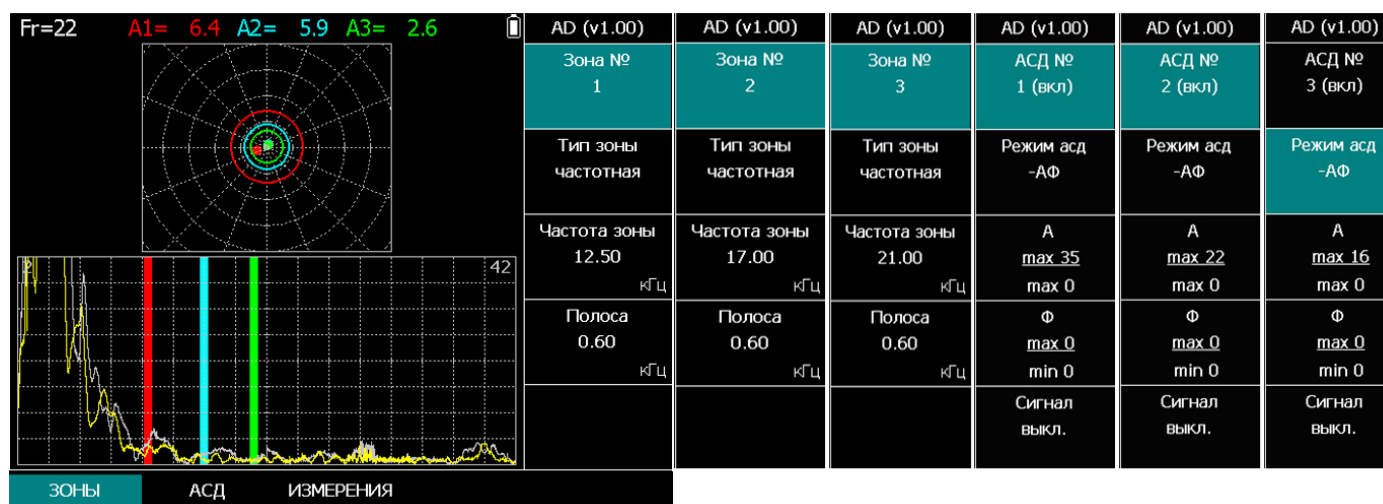 Fr=22 A1= 6.4 A2= 5.9 A3= 2.6
2 42
ЗОНЫ АСД ИЗМЕРЕНИЯ
AD (v1.00)
Зона №
1
Тип зоны
частотная
Частота зоны
12.50
кГц
Полоса
0.60
кГц
AD (v1.00)
Зона №
2
Тип зоны
частотная
Частота зоны
17.00
кГц
Полоса
0.60
кГц
AD (v1.00)
Зона №
3
Тип зоны
частотная
Частота зоны
21.00
кГц
Полоса
0.60
кГц
AD (v1.00)
АСД №
1 (вкл)
Режим асд
-АФ
А
max 35
max 0
Ф
max 0
min 0
Сигнал
выкл.
AD (v1.00)
АСД №
2 (вкл)
Режим асд
-АФ
А
max 22
max 0
Ф
max 0
min 0
Сигнал
выкл.
AD (v1.00)
АСД №
3 (вкл)
Режим асд
-АФ
А
max 16
max 0
Ф
max 0
min 0
Сигнал
выкл.